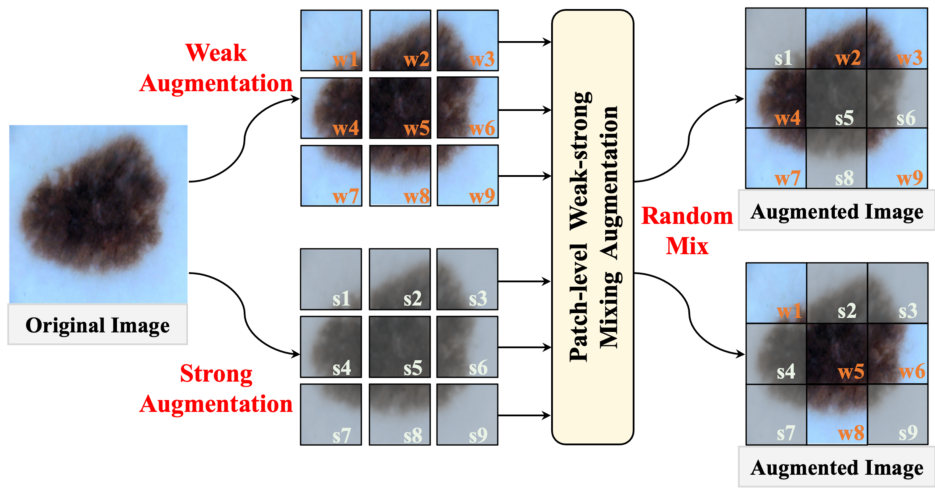 Weak
Augmentation
w1 w2 w3
w4 w5 w6
w7 w8 w9
Original Image
Strong
Augmentation
s1 s2 s3
s4 s5 s6
s7 s8 s9
Patch-level Weak-strong
Mixing Augmentation
Random
Mix
s1 w2 w3
w4 s5 s6
w7 s8 w9
Augmented Image
w1 s2 s3
s4 w5 w6
s7 w8 s9
Augmented Image